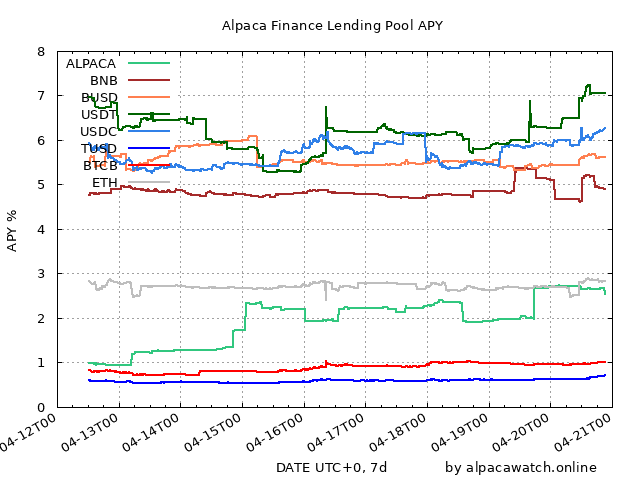 Alpaca Finance Lending Pool APY
8
7
6
5
4
3
2
1
0
APY %
ALPACA
BNB
BUSD
USDT
USDC
TUSD
BTCB
ETH
04-12T00
04-13T00
04-14T00
04-15T00
04-16T00
04-17T00
04-18T00
04-19T00
04-20T00
04-21T00
DATE UTC+0, 7d
by alpacawatch.online